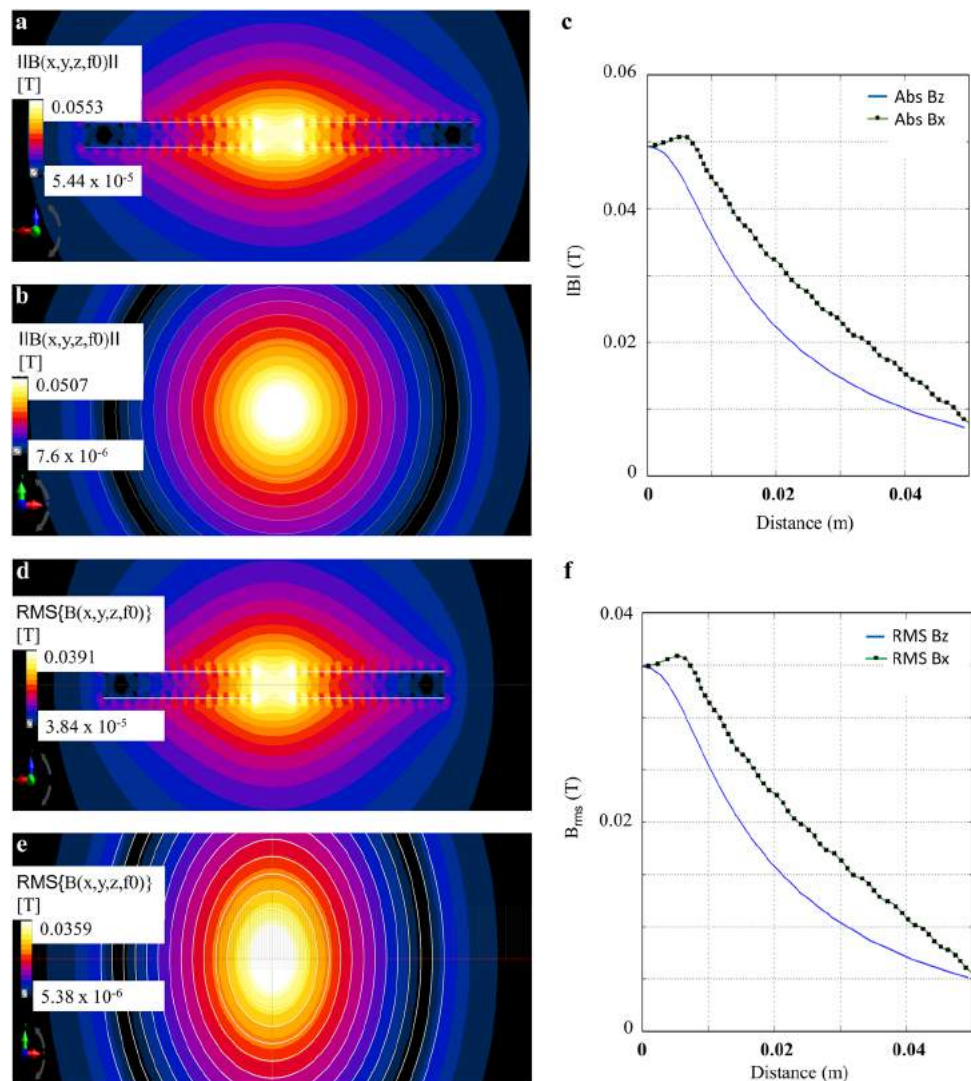 a
||B(x,y,z,f0)||
[T]
0.0553
5.44 x 10⁻⁵
b
||B(x,y,z,f0)||
[T]
0.0507
7.6 x 10⁻⁶
c
0.06
0.04
0.02
0
|B| (T)
Abs Bz
Abs Bx
0
0.02
0.04
Distance (m)
d
RMS{B(x,y,z,f0)}
[T]
0.0391
3.84 x 10⁻⁵
e
RMS{B(x,y,z,f0)}
[T]
0.0359
5.38 x 10⁻⁶
f
0.04
0.02
0
Brms (T)
RMS Bz
RMS Bx
0
0.02
0.04
Distance (m)